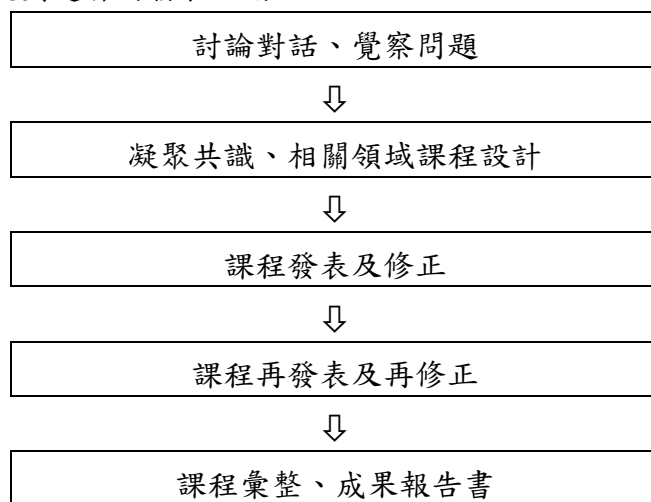 討論對話、覺察問題
⇩
凝聚共識、相關領域課程設計
⇩
課程發表及修正
⇩
課程再發表及再修正
⇩
課程彙整、成果報告書